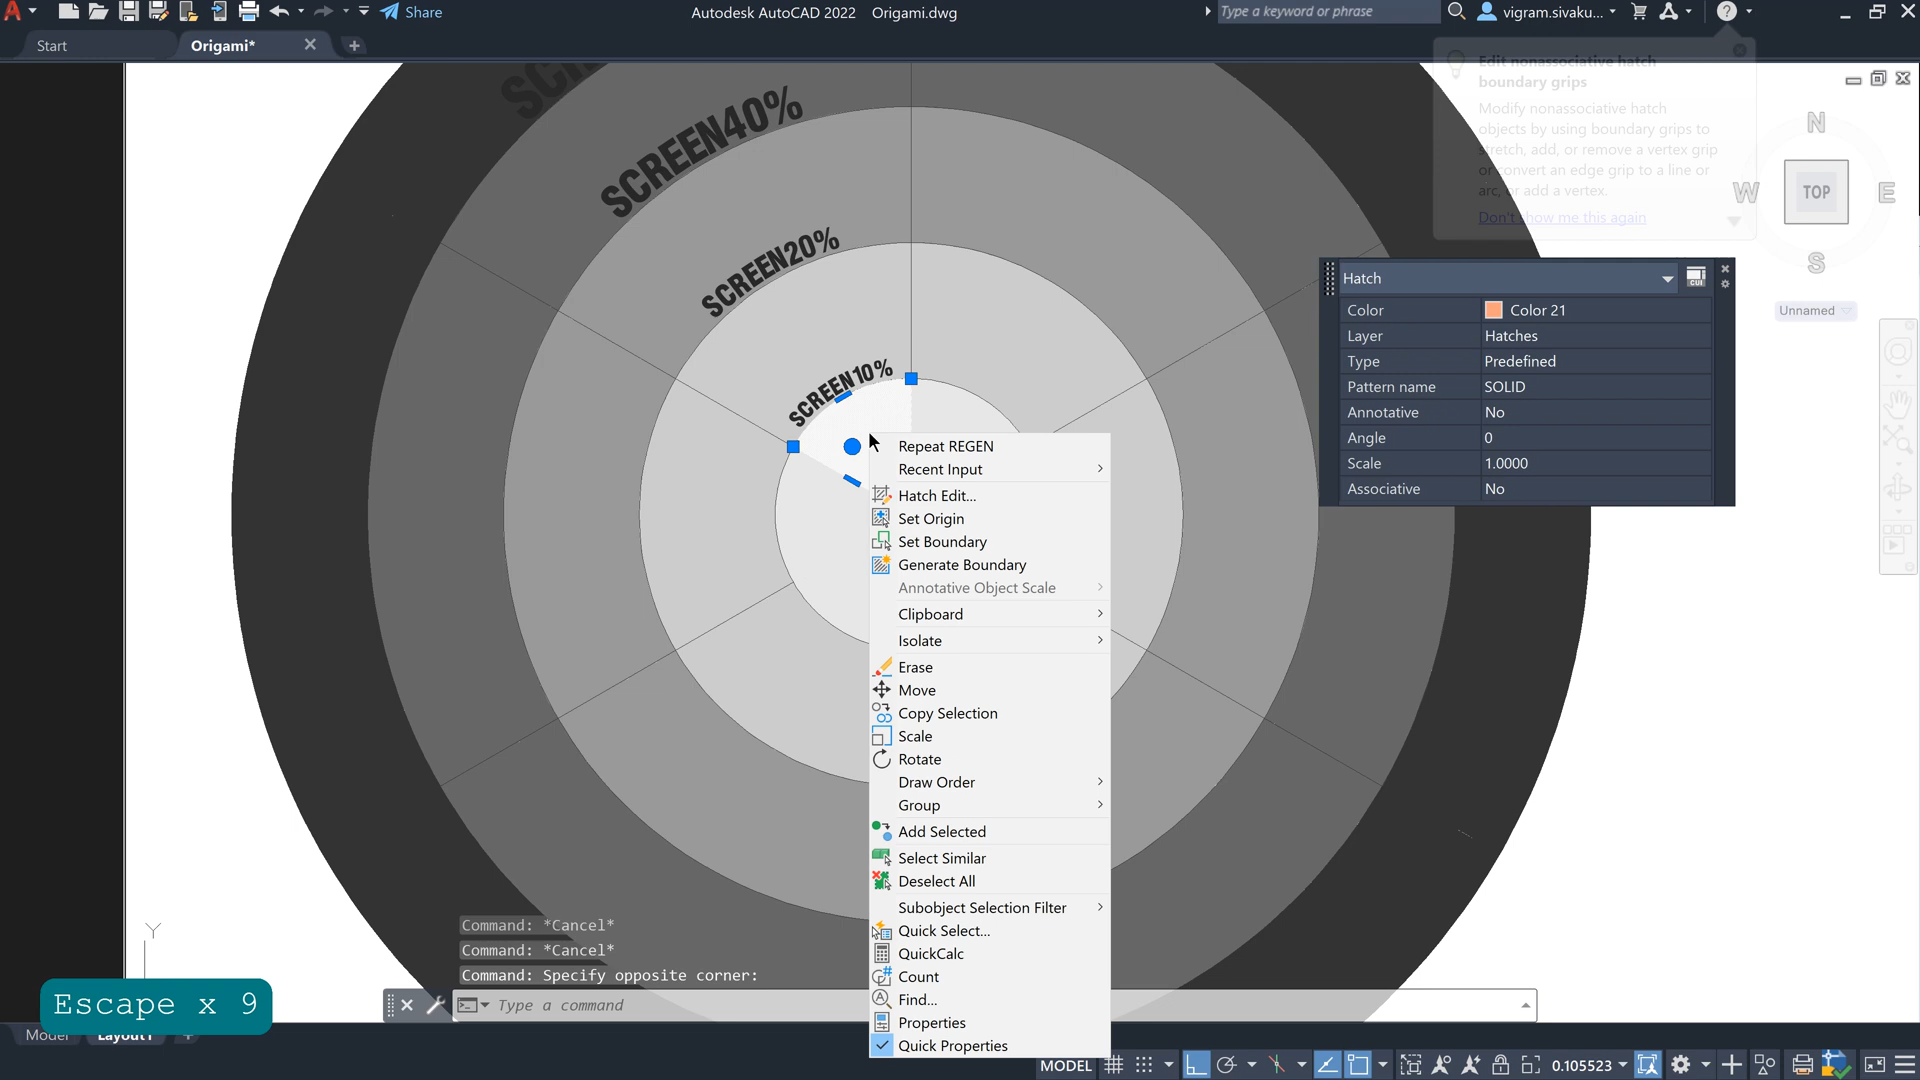 Share
Autodesk AutoCAD 2022 Origami.dwg
Type a keyword or phrase
vigram.sivaku...
Start
Origami*
Edit nonassociative hatch
boundary grips
Modify nonassociative hatch
objects by using boundary grips to
stretch, add, or remove a vertex grip
or convert an edge grip to a line or
arc, or add a vertex.
Don't show me this again
N
W
TOP
E
S
Unnamed
SCREEN40%
SCREEN20%
SCREEN10%
Hatch
CUI
Color Color 21
Layer Hatches
Type Predefined
Pattern name SOLID
Annotative No
Angle 0
Scale 1.0000
Associative No
Repeat REGEN
Recent Input
Hatch Edit...
Set Origin
Set Boundary
Generate Boundary
Annotative Object Scale
Clipboard
Isolate
Erase
Move
Copy Selection
Scale
Rotate
Draw Order
Group
Add Selected
Select Similar
Deselect All
Subobject Selection Filter
Quick Select...
QuickCalc
Count
Find...
Properties
Quick Properties
Y
Command: *Cancel*
Command: *Cancel*
Command: Specify opposite corner:
Type a command
Escape x 9
Model Layout1
MODEL
0.105523